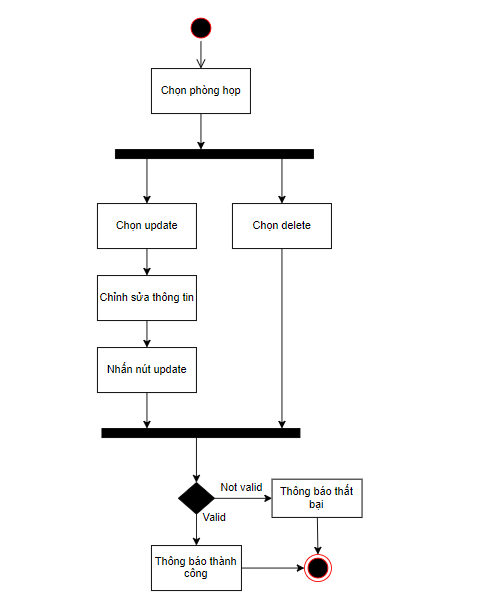 Chọn phòng họp
Chọn update
Chọn delete
Chỉnh sửa thông tin
Nhấn nút update
Not valid
Thông báo thất
bại
Valid
Thông báo thành
công